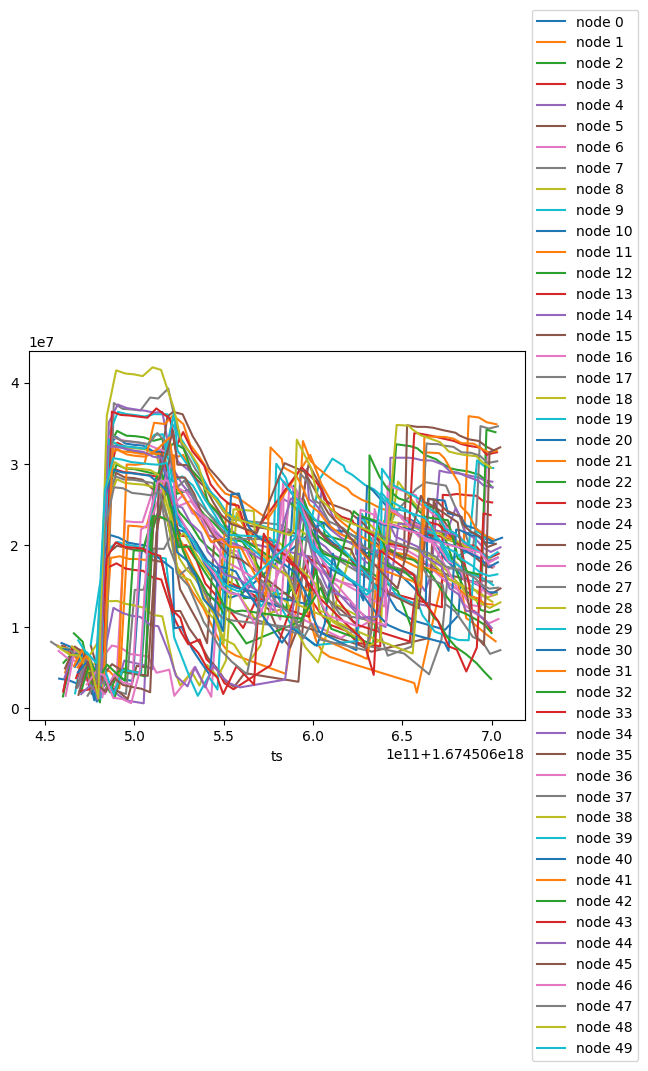 1e7
4
3
2
1
0
4.5 5.0 5.5 6.0 6.5 7.0
ts
1e11+1.674506e18
node 0
node 1
node 2
node 3
node 4
node 5
node 6
node 7
node 8
node 9
node 10
node 11
node 12
node 13
node 14
node 15
node 16
node 17
node 18
node 19
node 20
node 21
node 22
node 23
node 24
node 25
node 26
node 27
node 28
node 29
node 30
node 31
node 32
node 33
node 34
node 35
node 36
node 37
node 38
node 39
node 40
node 41
node 42
node 43
node 44
node 45
node 46
node 47
node 48
node 49